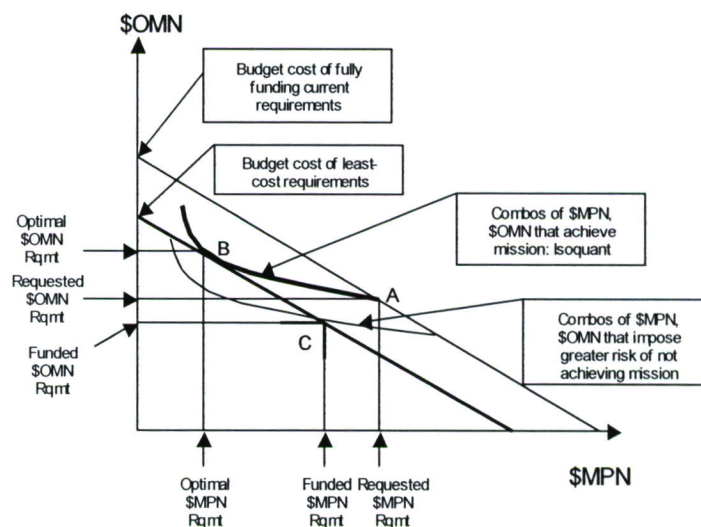 $OMN
Budget cost of fully
funding current
requirements
Budget cost of least-
cost requirements
Combos of $MPN,
$OMN that achieve
mission: Isoquant
Optimal
$OMN
Rqmt
B
Requested
$OMN
Rqmt
A
Combos of $MPN,
$OMN that impose
greater risk of not
achieving mission
C
Funded
$OMN
Rqmt
$MPN
Optimal
$MPN
Rqmt
Funded
$MPN
Rqmt
Requested
$MPN
Rqmt